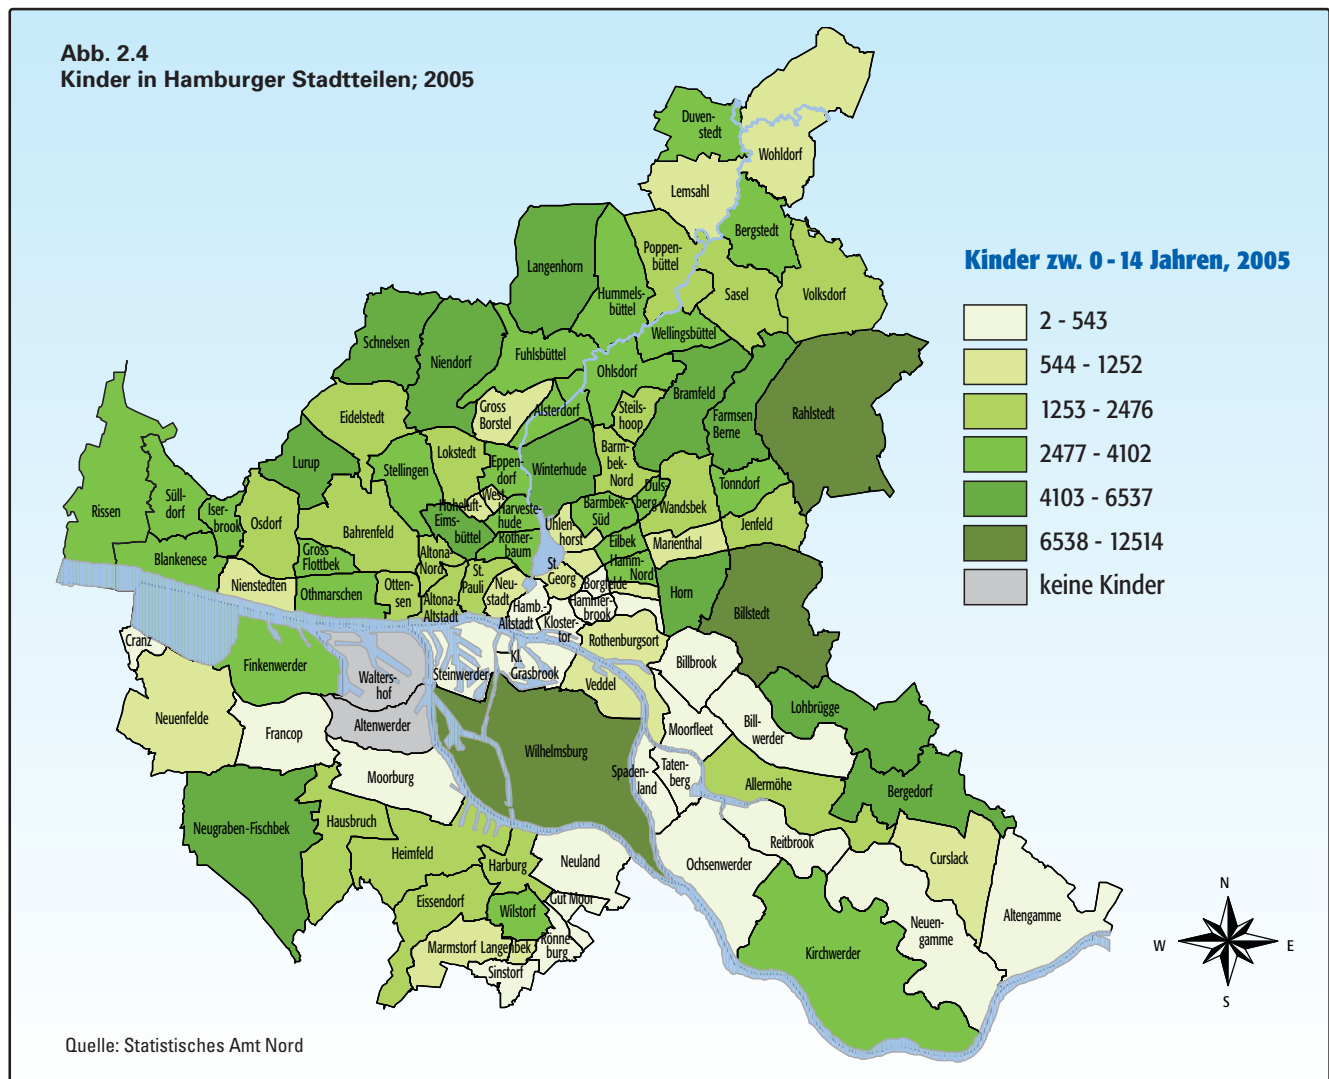 Abb. 2.4
Kinder in Hamburger Stadtteilen; 2005
Duven-
stedt
Wohldorf
Lemsahl
Bergstedt
Poppen-
büttel
Langenhorn
Hummels-
büttel
Sasel
Volksdorf
Kinder zw. 0 - 14 Jahren, 2005
2 - 543
544 - 1252
1253 - 2476
2477 - 4102
4103 - 6537
6538 - 12514
keine Kinder
Schnelsen
Niendorf
Fuhlsbüttel
Wellingsbüttel
Ohlsdorf
Bramfeld
Farmsen
Berne
Rahlstedt
Eidelstedt
Gross
Borstel
Alsterdorf
Steils-
hoop
Lurup
Stellingen
Lokstedt
Eppen-
dorf
Winterhude
Barm-
bek-
Nord
Duls-
berg
Wandsbek
Tonndorf
Jenfeld
Rissen
Süll-
dorf
Iser-
brook
Osdorf
Bahrenfeld
Hoheluft-
West
Eims-
büttel
Harveste-
hude
Rother-
baum
Uhlen-
horst
Barmbek-
Süd
Eilbek
Marienthal
Blankenese
Gross
Flottbek
Nienstedten
Othmarschen
Otten-
sen
Altona-
Nord
Altona-
Altstadt
St.
Pauli
Neu-
stadt
St.
Georg
Hamm-
Nord
Borgfelde
Hammer-
brook
Horn
Billstedt
Hamb.-
Altstadt
Kloster-
tor
Rothenburgsort
Cranz
Finkenwerder
Walters-
hof
Steinwerder
Kl.
Grasbrook
Veddel
Billbrook
Neuenfelde
Francop
Altenwerder
Moorfleet
Bill-
werder
Lohbrügge
Moorburg
Wilhelmsburg
Spaden-
land
Taten-
berg
Allermöhe
Bergedorf
Neugraben-Fischbek
Hausbruch
Heimfeld
Harburg
Neuland
Ochsenwerder
Reitbrook
Curslack
Eissendorf
Wilstorf
Gut Moor
Neuen-
gamme
Altengamme
Marmstorf
Langenbek
Rönne
burg
Sinstorf
Kirchwerder
N
W
E
S
Quelle: Statistisches Amt Nord